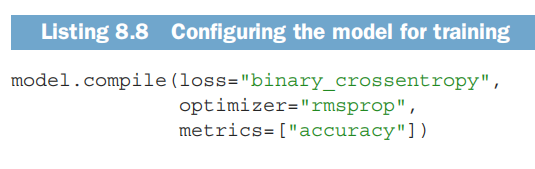 Listing 8.8 Configuring the model for training
model.compile(loss="binary_crossentropy",
optimizer="rmsprop",
metrics=["accuracy"])